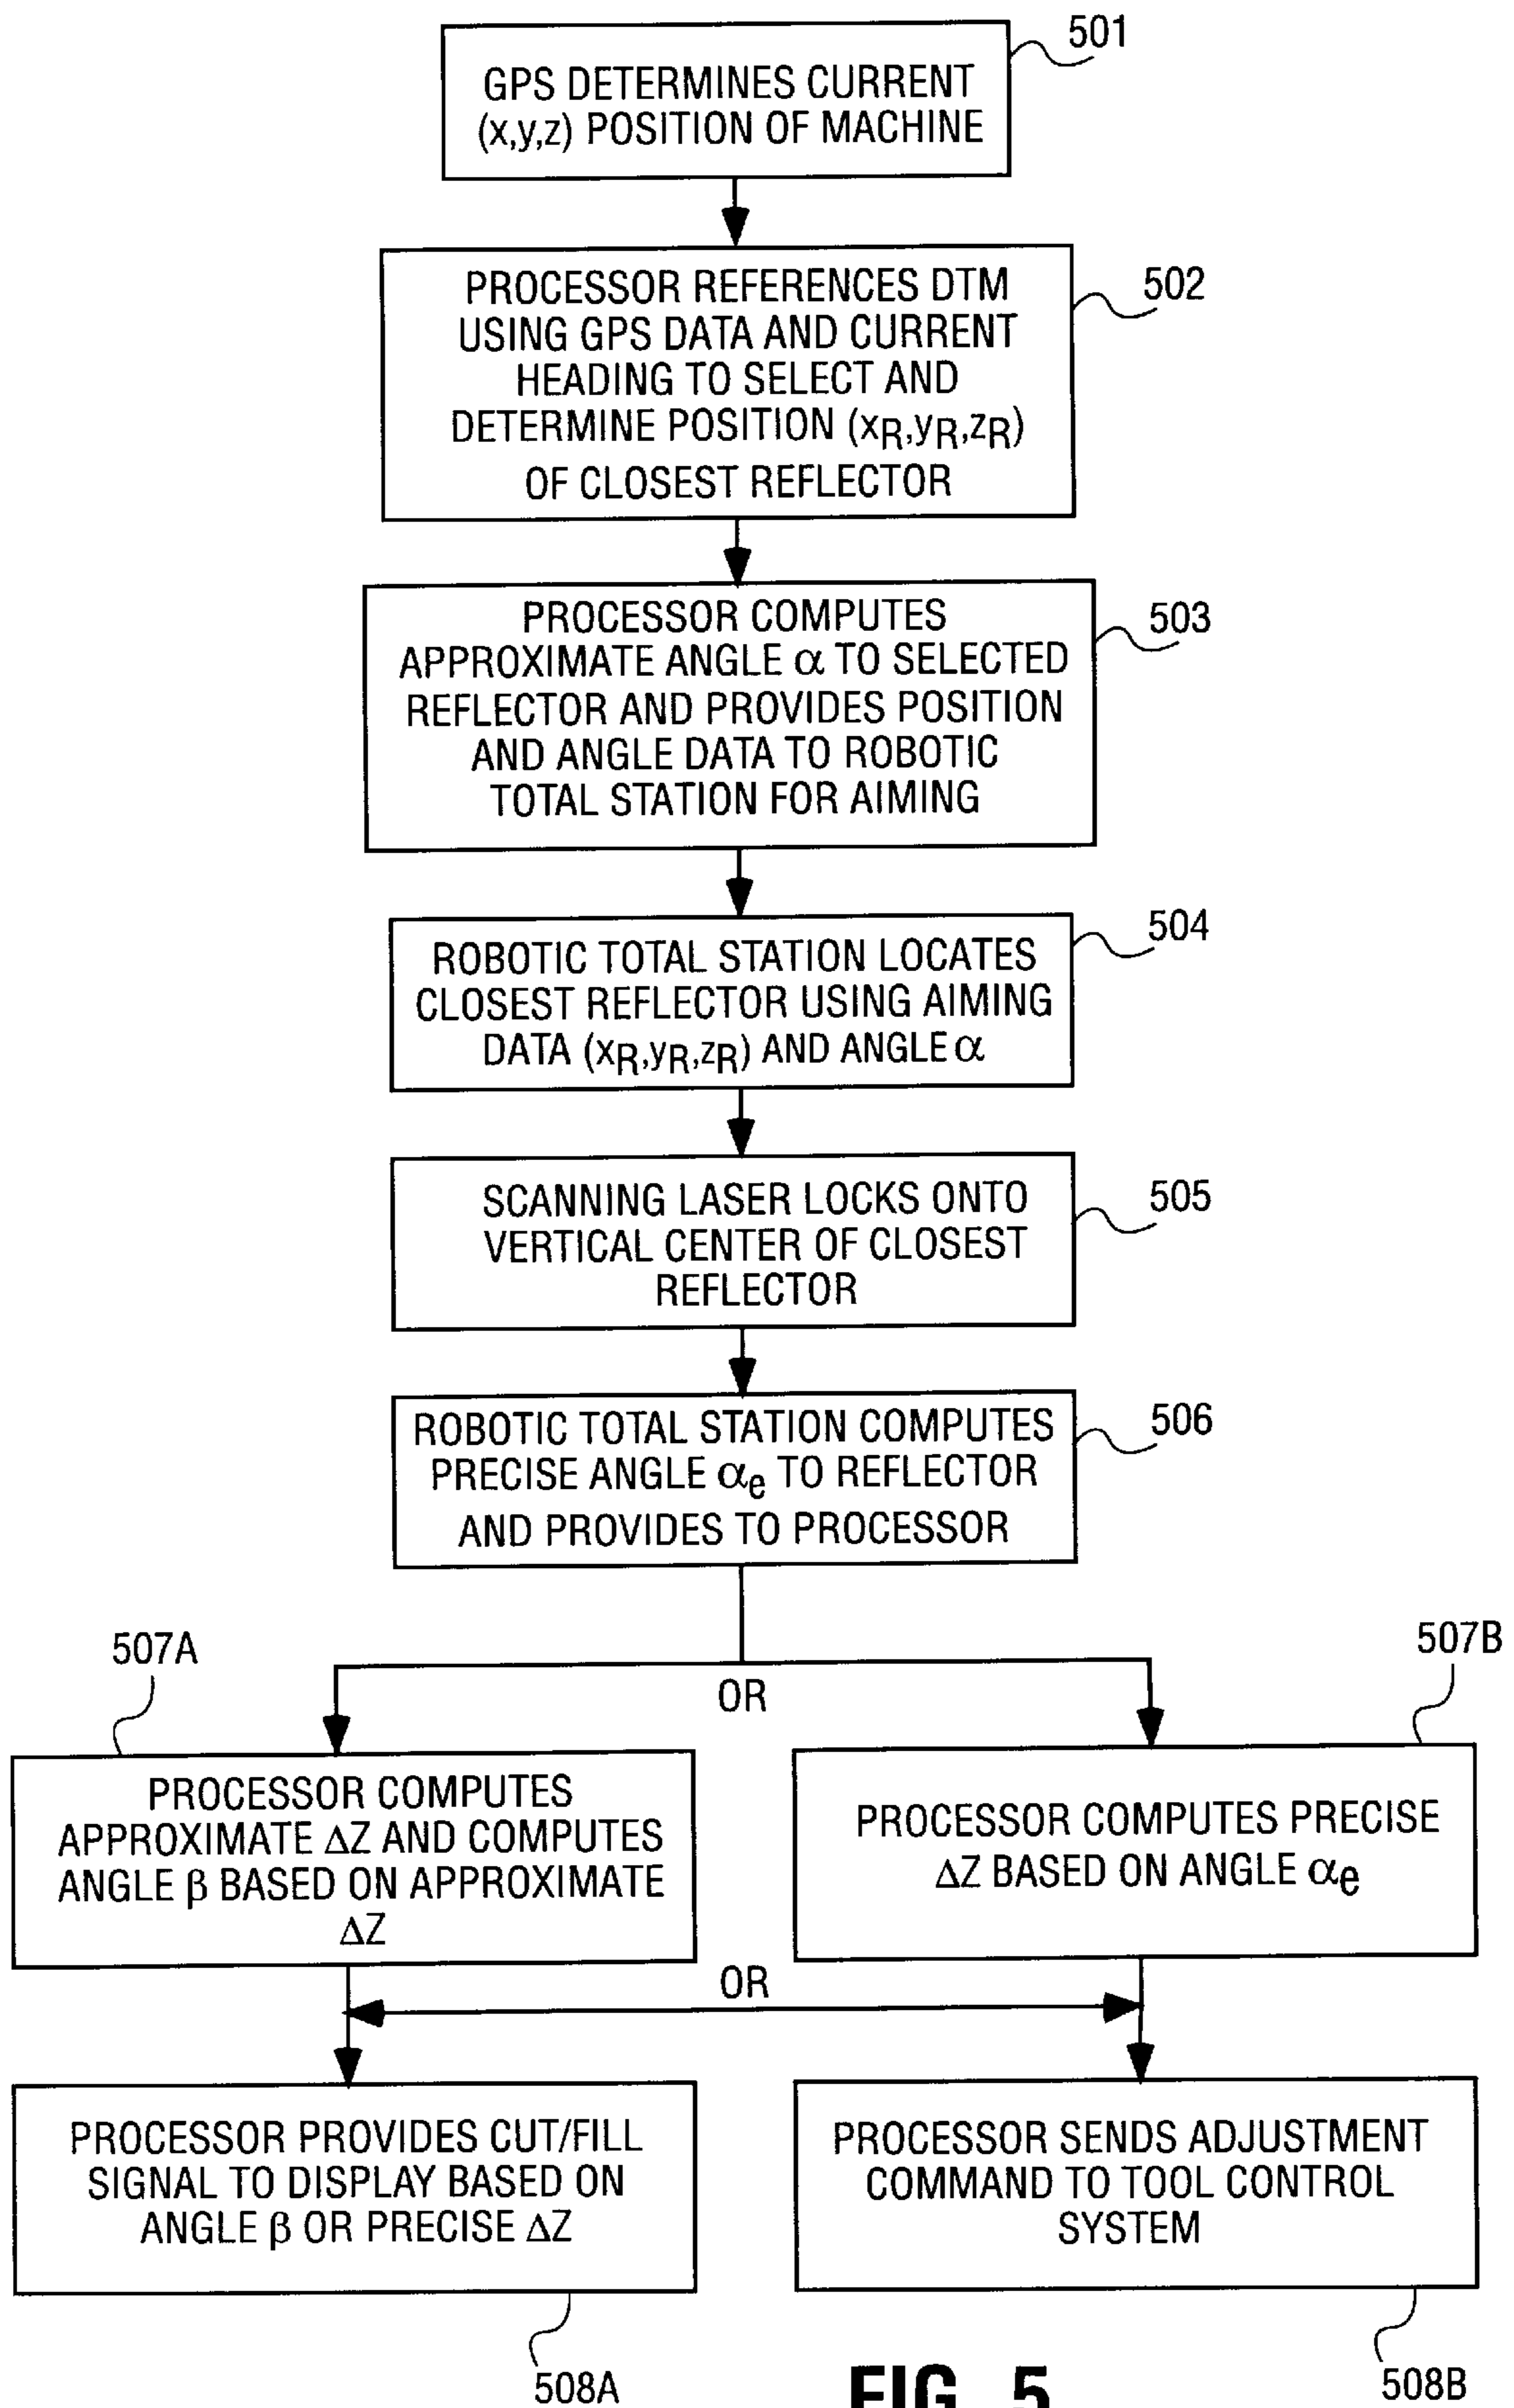 501
GPS DETERMINES CURRENT
(x,y,z) POSITION OF MACHINE
502
PROCESSOR REFERENCES DTM
USING GPS DATA AND CURRENT
HEADING TO SELECT AND
DETERMINE POSITION (xR,yR,zR)
OF CLOSEST REFLECTOR
503
PROCESSOR COMPUTES
APPROXIMATE ANGLE α TO SELECTED
REFLECTOR AND PROVIDES POSITION
AND ANGLE DATA TO ROBOTIC
TOTAL STATION FOR AIMING
504
ROBOTIC TOTAL STATION LOCATES
CLOSEST REFLECTOR USING AIMING
DATA (xR,yR,zR) AND ANGLE α
505
SCANNING LASER LOCKS ONTO
VERTICAL CENTER OF CLOSEST
REFLECTOR
506
ROBOTIC TOTAL STATION COMPUTES
PRECISE ANGLE αe TO REFLECTOR
AND PROVIDES TO PROCESSOR
507A
507B
OR
PROCESSOR COMPUTES
APPROXIMATE ΔZ AND COMPUTES
ANGLE β BASED ON APPROXIMATE
ΔZ
PROCESSOR COMPUTES PRECISE
ΔZ BASED ON ANGLE αe
OR
PROCESSOR PROVIDES CUT/FILL
SIGNAL TO DISPLAY BASED ON
ANGLE β OR PRECISE ΔZ
PROCESSOR SENDS ADJUSTMENT
COMMAND TO TOOL CONTROL
SYSTEM
508A
508B
FIG. 5